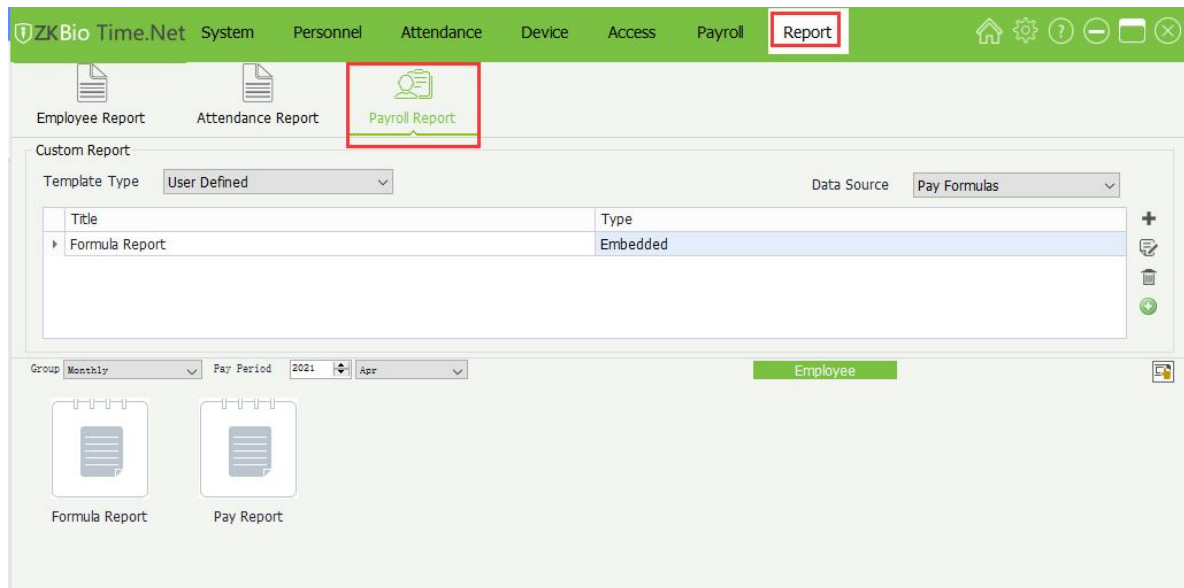 ZKBio Time.Net System Personnel Attendance Device Access Payroll Report
Employee Report Attendance Report Payroll Report
Custom Report
Template Type User Defined Data Source Pay Formulas
Title Type
Formula Report Embedded
Group Monthly Pay Period 2021 Apr Employee
Formula Report Pay Report